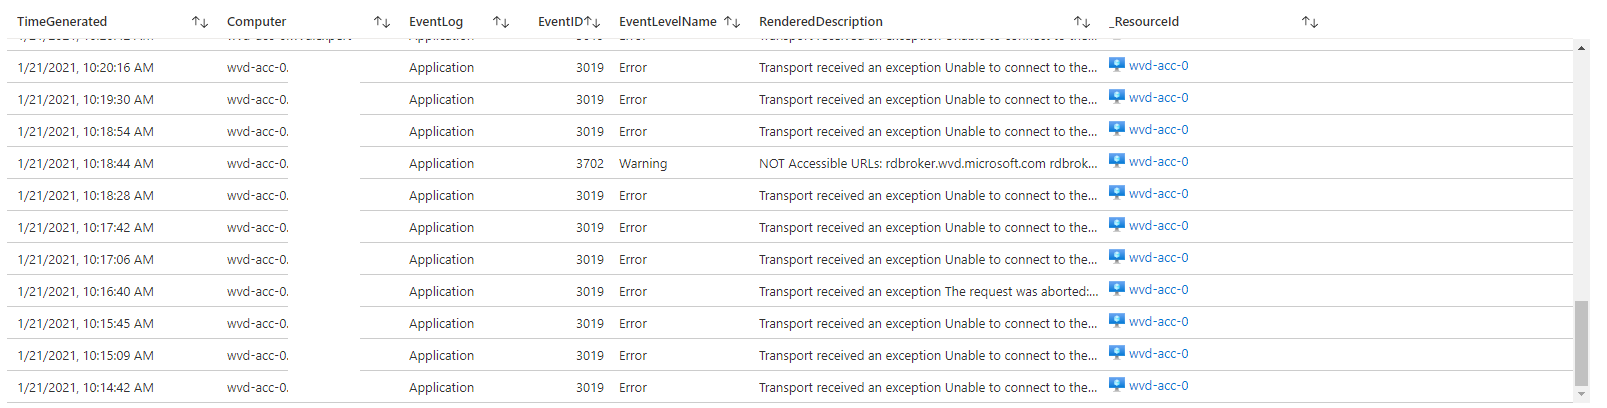 TimeGenerated Computer EventLog EventID EventLevelName RenderedDescription _ResourceId
1/21/2021, 10:20:16 AM wvd-acc-0. Application 3019 Error Transport received an exception Unable to connect to the... wvd-acc-0
1/21/2021, 10:19:30 AM wvd-acc-0. Application 3019 Error Transport received an exception Unable to connect to the... wvd-acc-0
1/21/2021, 10:18:54 AM wvd-acc-0. Application 3019 Error Transport received an exception Unable to connect to the... wvd-acc-0
1/21/2021, 10:18:44 AM wvd-acc-0. Application 3702 Warning NOT Accessible URLs: rdbroker.wvd.microsoft.com rdbrok... wvd-acc-0
1/21/2021, 10:18:28 AM wvd-acc-0. Application 3019 Error Transport received an exception Unable to connect to the... wvd-acc-0
1/21/2021, 10:17:42 AM wvd-acc-0. Application 3019 Error Transport received an exception Unable to connect to the... wvd-acc-0
1/21/2021, 10:17:06 AM wvd-acc-0. Application 3019 Error Transport received an exception Unable to connect to the... wvd-acc-0
1/21/2021, 10:16:40 AM wvd-acc-0. Application 3019 Error Transport received an exception The request was aborted:... wvd-acc-0
1/21/2021, 10:15:45 AM wvd-acc-0. Application 3019 Error Transport received an exception Unable to connect to the... wvd-acc-0
1/21/2021, 10:15:09 AM wvd-acc-0. Application 3019 Error Transport received an exception Unable to connect to the... wvd-acc-0
1/21/2021, 10:14:42 AM wvd-acc-0. Application 3019 Error Transport received an exception Unable to connect to the... wvd-acc-0